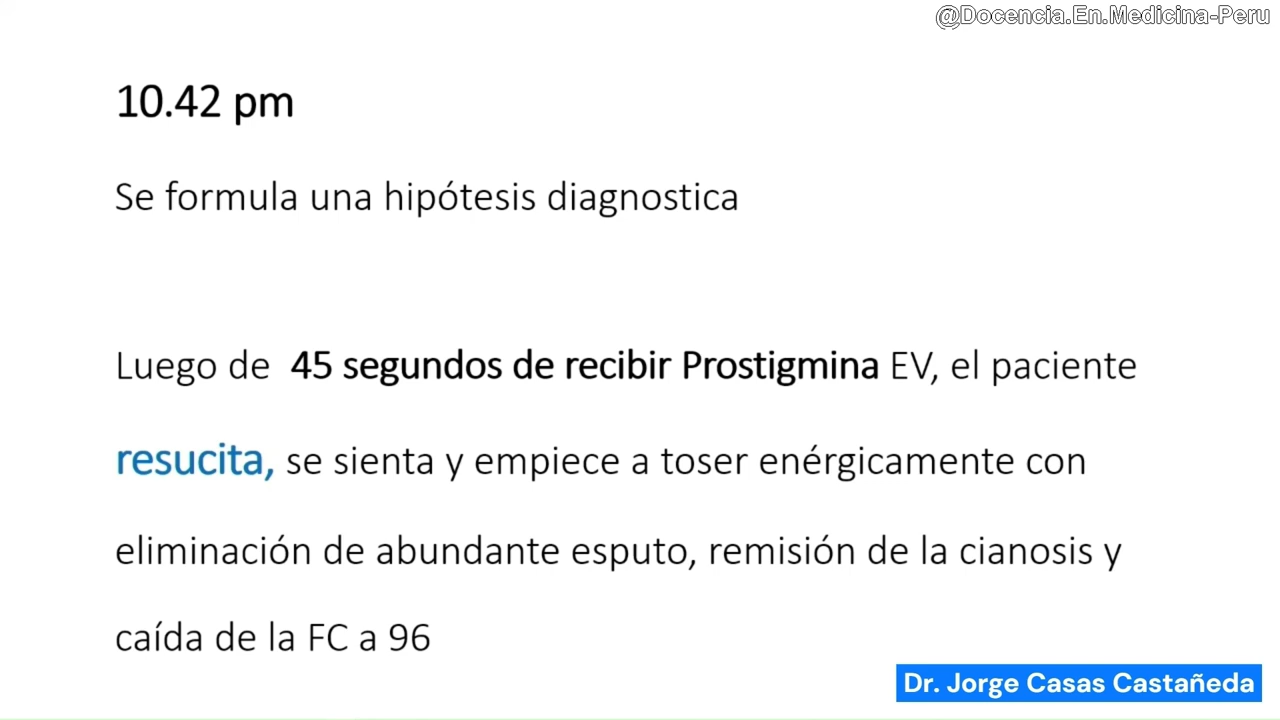 @Docencia.En.Medicina-Peru
10.42 pm
Se formula una hipótesis diagnostica
Luego de 45 segundos de recibir Prostigmina EV, el paciente
resucita, se sienta y empiece a toser enérgicamente con
eliminación de abundante esputo, remisión de la cianosis y
caída de la FC a 96
Dr. Jorge Casas Castañeda